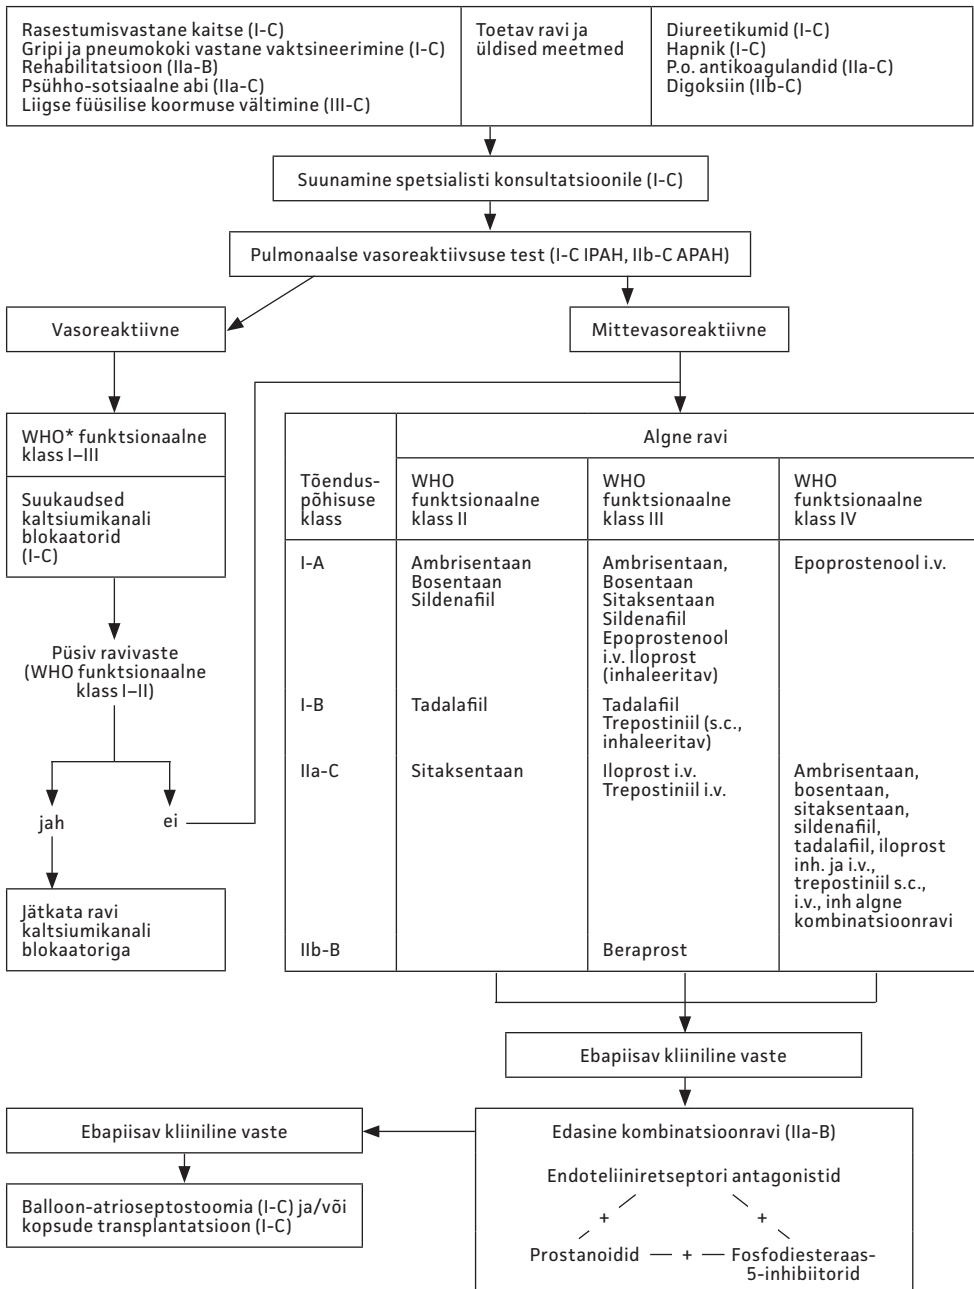 Rasestumisvastane kaitse (I-C)
Gripi ja pneumokoki vastane vaktsineerimine (I-C)
Rehabilitatsioon (IIa-B)
Psühho-sotsiaalne abi (IIa-C)
Liigse füüsilise koormuse vältimine (III-C)
Toetav ravi ja
üldised meetmed
Diureetikumid (I-C)
Hapnik (I-C)
P.o. antikoagulandid (IIa-C)
Digoksiin (IIb-C)
Suunamine spetsialisti konsultatsioonile (I-C)
Pulmonaalse vasoreaktiivsuse test (I-C IPAH, IIb-C APAH)
Vasoreaktiivne
Mittevasoreaktiivne
WHO* funktsionaalne
klass I–III
Suukaudsed
kaltsiumikanali
blokaatorid
(I-C)
Püsiv ravivaste
(WHO funktsionaalne
klass I–II)
jah
ei
Jätkata ravi
kaltsiumikanali
blokaatoriga
Tõendus-
põhisuse
klass
Algne ravi
WHO
funktsionaalne
klass II
WHO
funktsionaalne
klass III
WHO
funktsionaalne
klass IV
I-A
Ambrisentaan
Bosentaan
Sildenafiil
Ambrisentaan,
Bosentaan
Sitaksentaan
Sildenafiil
Epoprostenool
i.v. Iloprost
(inhaleeritav)
Epoprostenool i.v.
I-B
Tadalafiil
Tadalafiil
Trepostiniil (s.c.,
inhaleeritav)
IIa-C
Sitaksentaan
Iloprost i.v.
Trepostiniil i.v.
Ambrisentaan,
bosentaan,
sitaksentaan,
sildenafiil,
tadalafiil, iloprost
inh. ja i.v.,
trepostiniil s.c.,
i.v., inh algne
kombinatsioonravi
IIb-B
Beraprost
Ebapiisav kliiniline vaste
Edasine kombinatsioonravi (IIa-B)
Endoteliiniretseptori antagonistid
+ +
Prostanoidid — + — Fosfodiesteraas-
5-inhibiitorid
Ebapiisav kliiniline vaste
Balloon-atrioseptostoomia (I-C) ja/või
kopsude transplantatsioon (I-C)